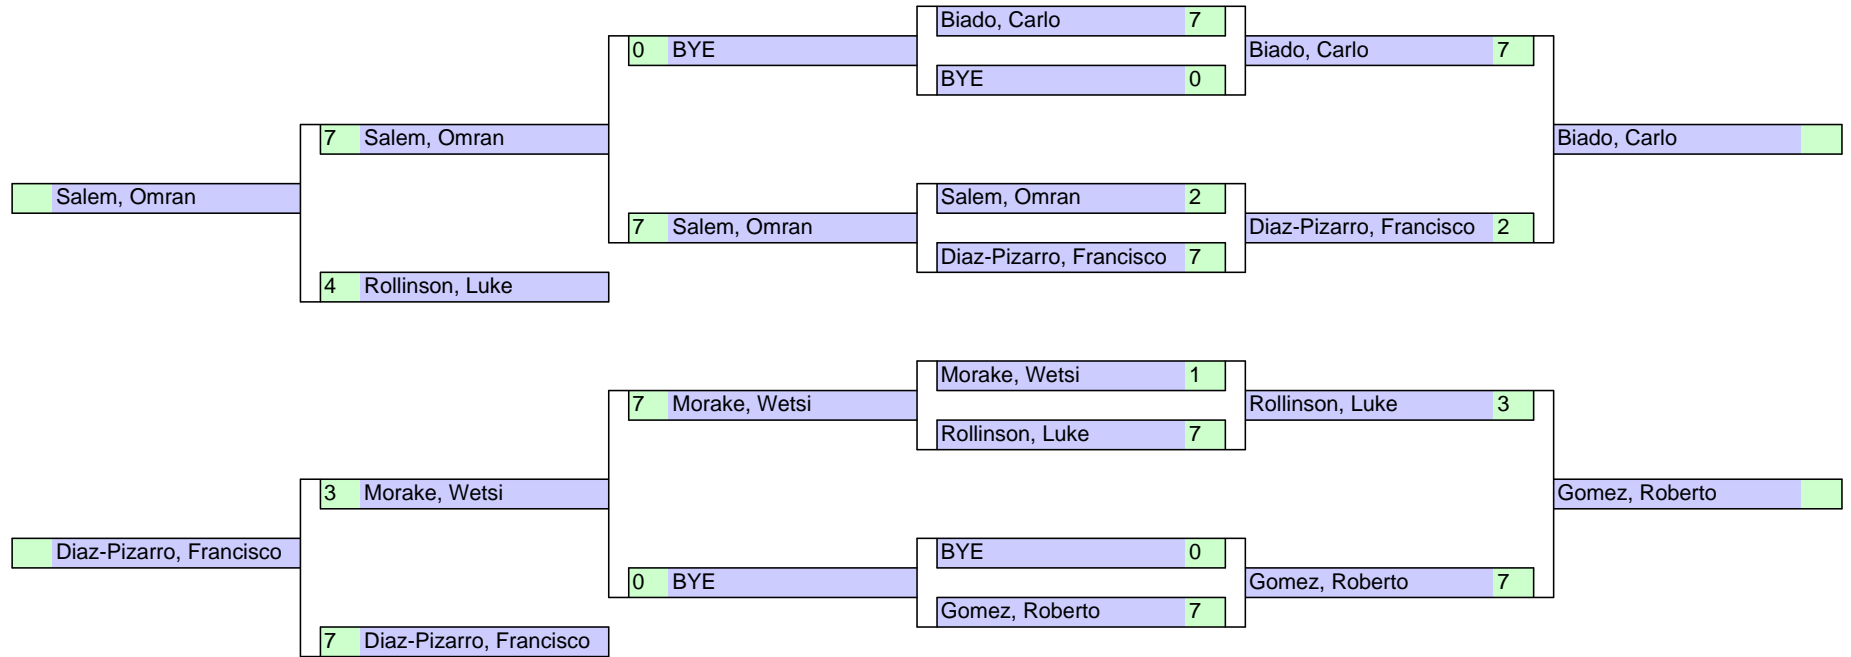 Biado, Carlo 7
0 BYE
Biado, Carlo 7
BYE 0
7 Salem, Omran
Biado, Carlo
Salem, Omran
Salem, Omran 2
7 Salem, Omran
Diaz-Pizarro, Francisco 2
Diaz-Pizarro, Francisco 7
4 Rollinson, Luke
Morake, Wetsi 1
7 Morake, Wetsi
Rollinson, Luke 3
Rollinson, Luke 7
3 Morake, Wetsi
Gomez, Roberto
Diaz-Pizarro, Francisco
BYE 0
0 BYE
Gomez, Roberto 7
Gomez, Roberto 7
7 Diaz-Pizarro, Francisco